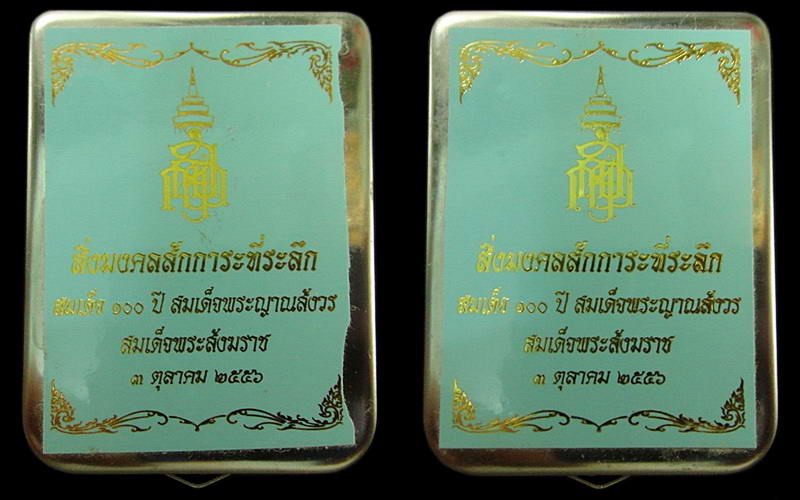 สิ่งมงคลสักการะที่ระลึก
สมเด็จ ๑๐๐ ปี สมเด็จพระญาณสังวร
สมเด็จพระสังฆราช
๓ ตุลาคม ๒๕๕๖
สิ่งมงคลสักการะที่ระลึก
สมเด็จ ๑๐๐ ปี สมเด็จพระญาณสังวร
สมเด็จพระสังฆราช
๓ ตุลาคม ๒๕๕๖